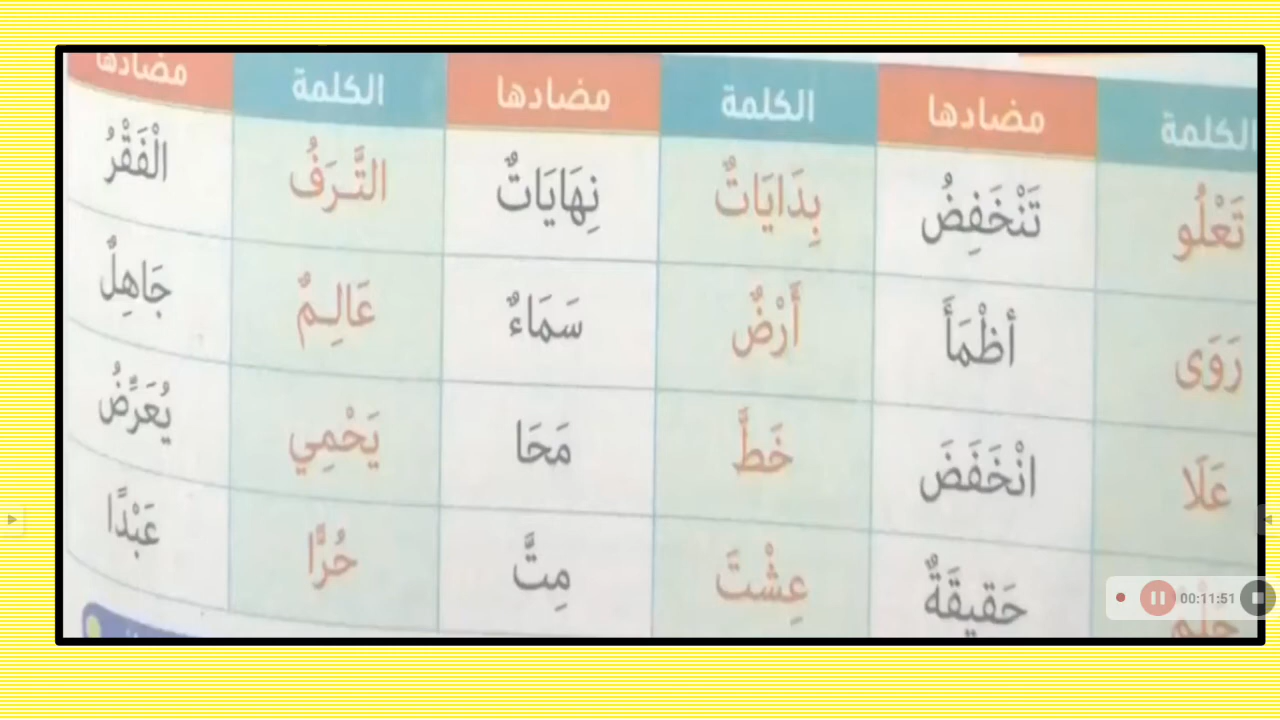 الكلمة مضادها الكلمة مضادها الكلمة مضادها
تَعْلُو تَنْخَفِضُ بِدَايَاتٌ نِهَايَاتٌ التَّرَفُ الْفَقْرُ
رَوَى أظْمَأَ أَرْضٌ سَمَاءٌ عَالِمٌ جَاهِلٌ
عَلَا انْخَفَضَ خَطَّ مَحَا يَحْمِي يُعَرِّضُ
حَقِيقَةٌ عِشْتَ مِتَّ حُرًّا عَبْدًا
00:11:51